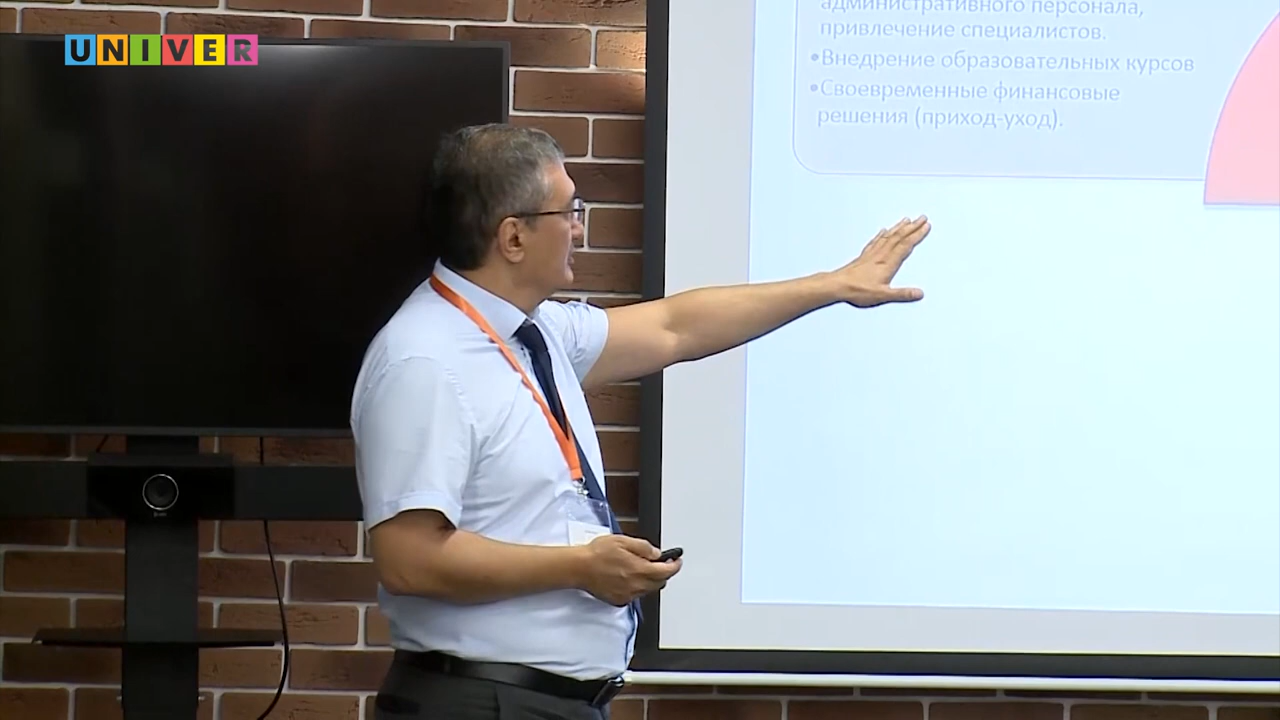 UNIVER
административного персонала,
привлечение специалистов.
•Внедрение образовательных курсов
•Своевременные финансовые
решения (приход-уход).